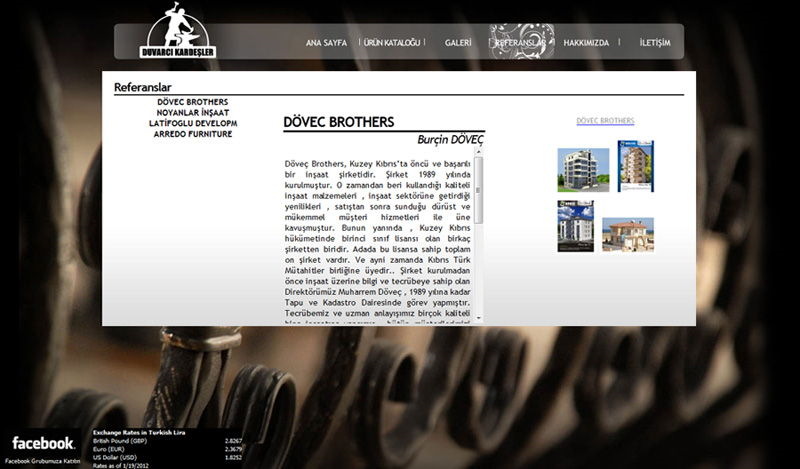 DUVARCI KARDEŞLER
ANA SAYFA | ÜRÜN KATALOĞU | GALERİ | REFERANSLAR | HAKKIMIZDA | İLETİŞİM
Referanslar
DÖVEC BROTHERS
NOYANLAR İNŞAAT
LATİFOGLU DEVELOPM
ARREDO FURNITURE
DÖVEC BROTHERS
Burçin DÖVEÇ
Döveç Brothers, Kuzey Kıbrıs'ta öncü ve başarılı
bir inşaat şirketidir. Şirket 1989 yılında
kurulmuştur. O zamandan beri kullandığı kaliteli
inşaat malzemeleri , inşaat sektörüne getirdiği
yenilikleri , satıştan sonra sunduğu dürüst ve
mükemmel müşteri hizmetleri ile üne
kavuşmuştur. Bunun yanında , Kuzey Kıbrıs
hükümetinde birinci sınıf lisansı olan birkaç
şirketten biridir. Adada bu lisansa sahip toplam
on şirket vardır. Ve ayni zamanda Kıbrıs Türk
Mütahitler birliğine üyedir.. Şirket kurulmadan
önce inşaat üzerine bilgi ve tecrübeye sahip olan
Direktörümüz Muharrem Döveç , 1989 yılına kadar
Tapu ve Kadastro Dairesinde görev yapmıştır.
Tecrübemiz ve uzman anlayışımız birçok kaliteli
DÖVEC BROTHERS
facebook
Facebook Grubumuza Katılın
Exchange Rates in Turkish Lira
British Pound (GBP) 2.8267
Euro (EUR) 2.3679
US Dollar (USD) 1.8252
Rates as of 1/19/2012